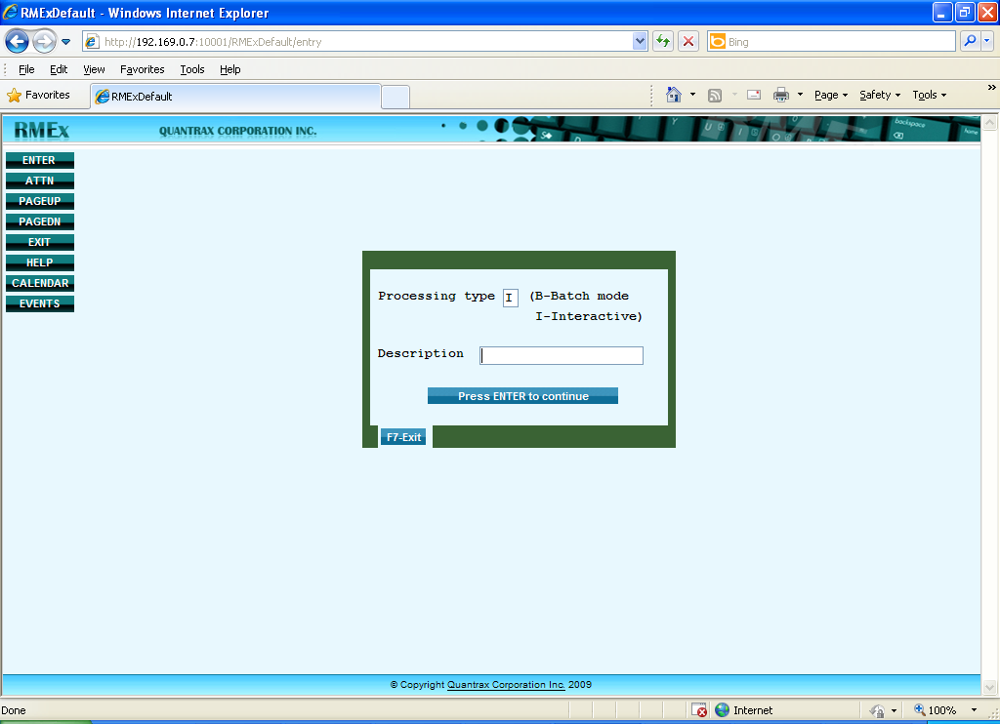 RMExDefault - Windows Internet Explorer
http://192.169.0.7:10001/RMExDefault/entry
Bing
File Edit View Favorites Tools Help
Favorites RMExDefault Page Safety Tools »
RMEx QUANTRAX CORPORATION INC.
ENTER
ATTN
PAGEUP
PAGEDN
EXIT
HELP
CALENDAR
EVENTS
Processing type I (B-Batch mode
I-Interactive)
Description
Press ENTER to continue
F7-Exit
© Copyright Quantrax Corporation Inc. 2009
Done Internet 100%